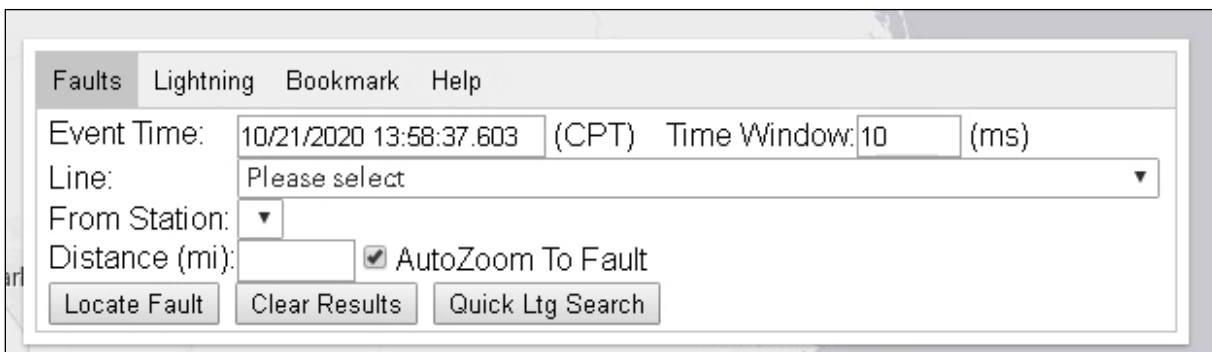 Faults Lightning Bookmark Help
Event Time: 10/21/2020 13:58:37.603 (CPT) Time Window: 10 (ms)
Line: Please select
From Station:
Distance (mi): AutoZoom To Fault
Locate Fault Clear Results Quick Ltg Search